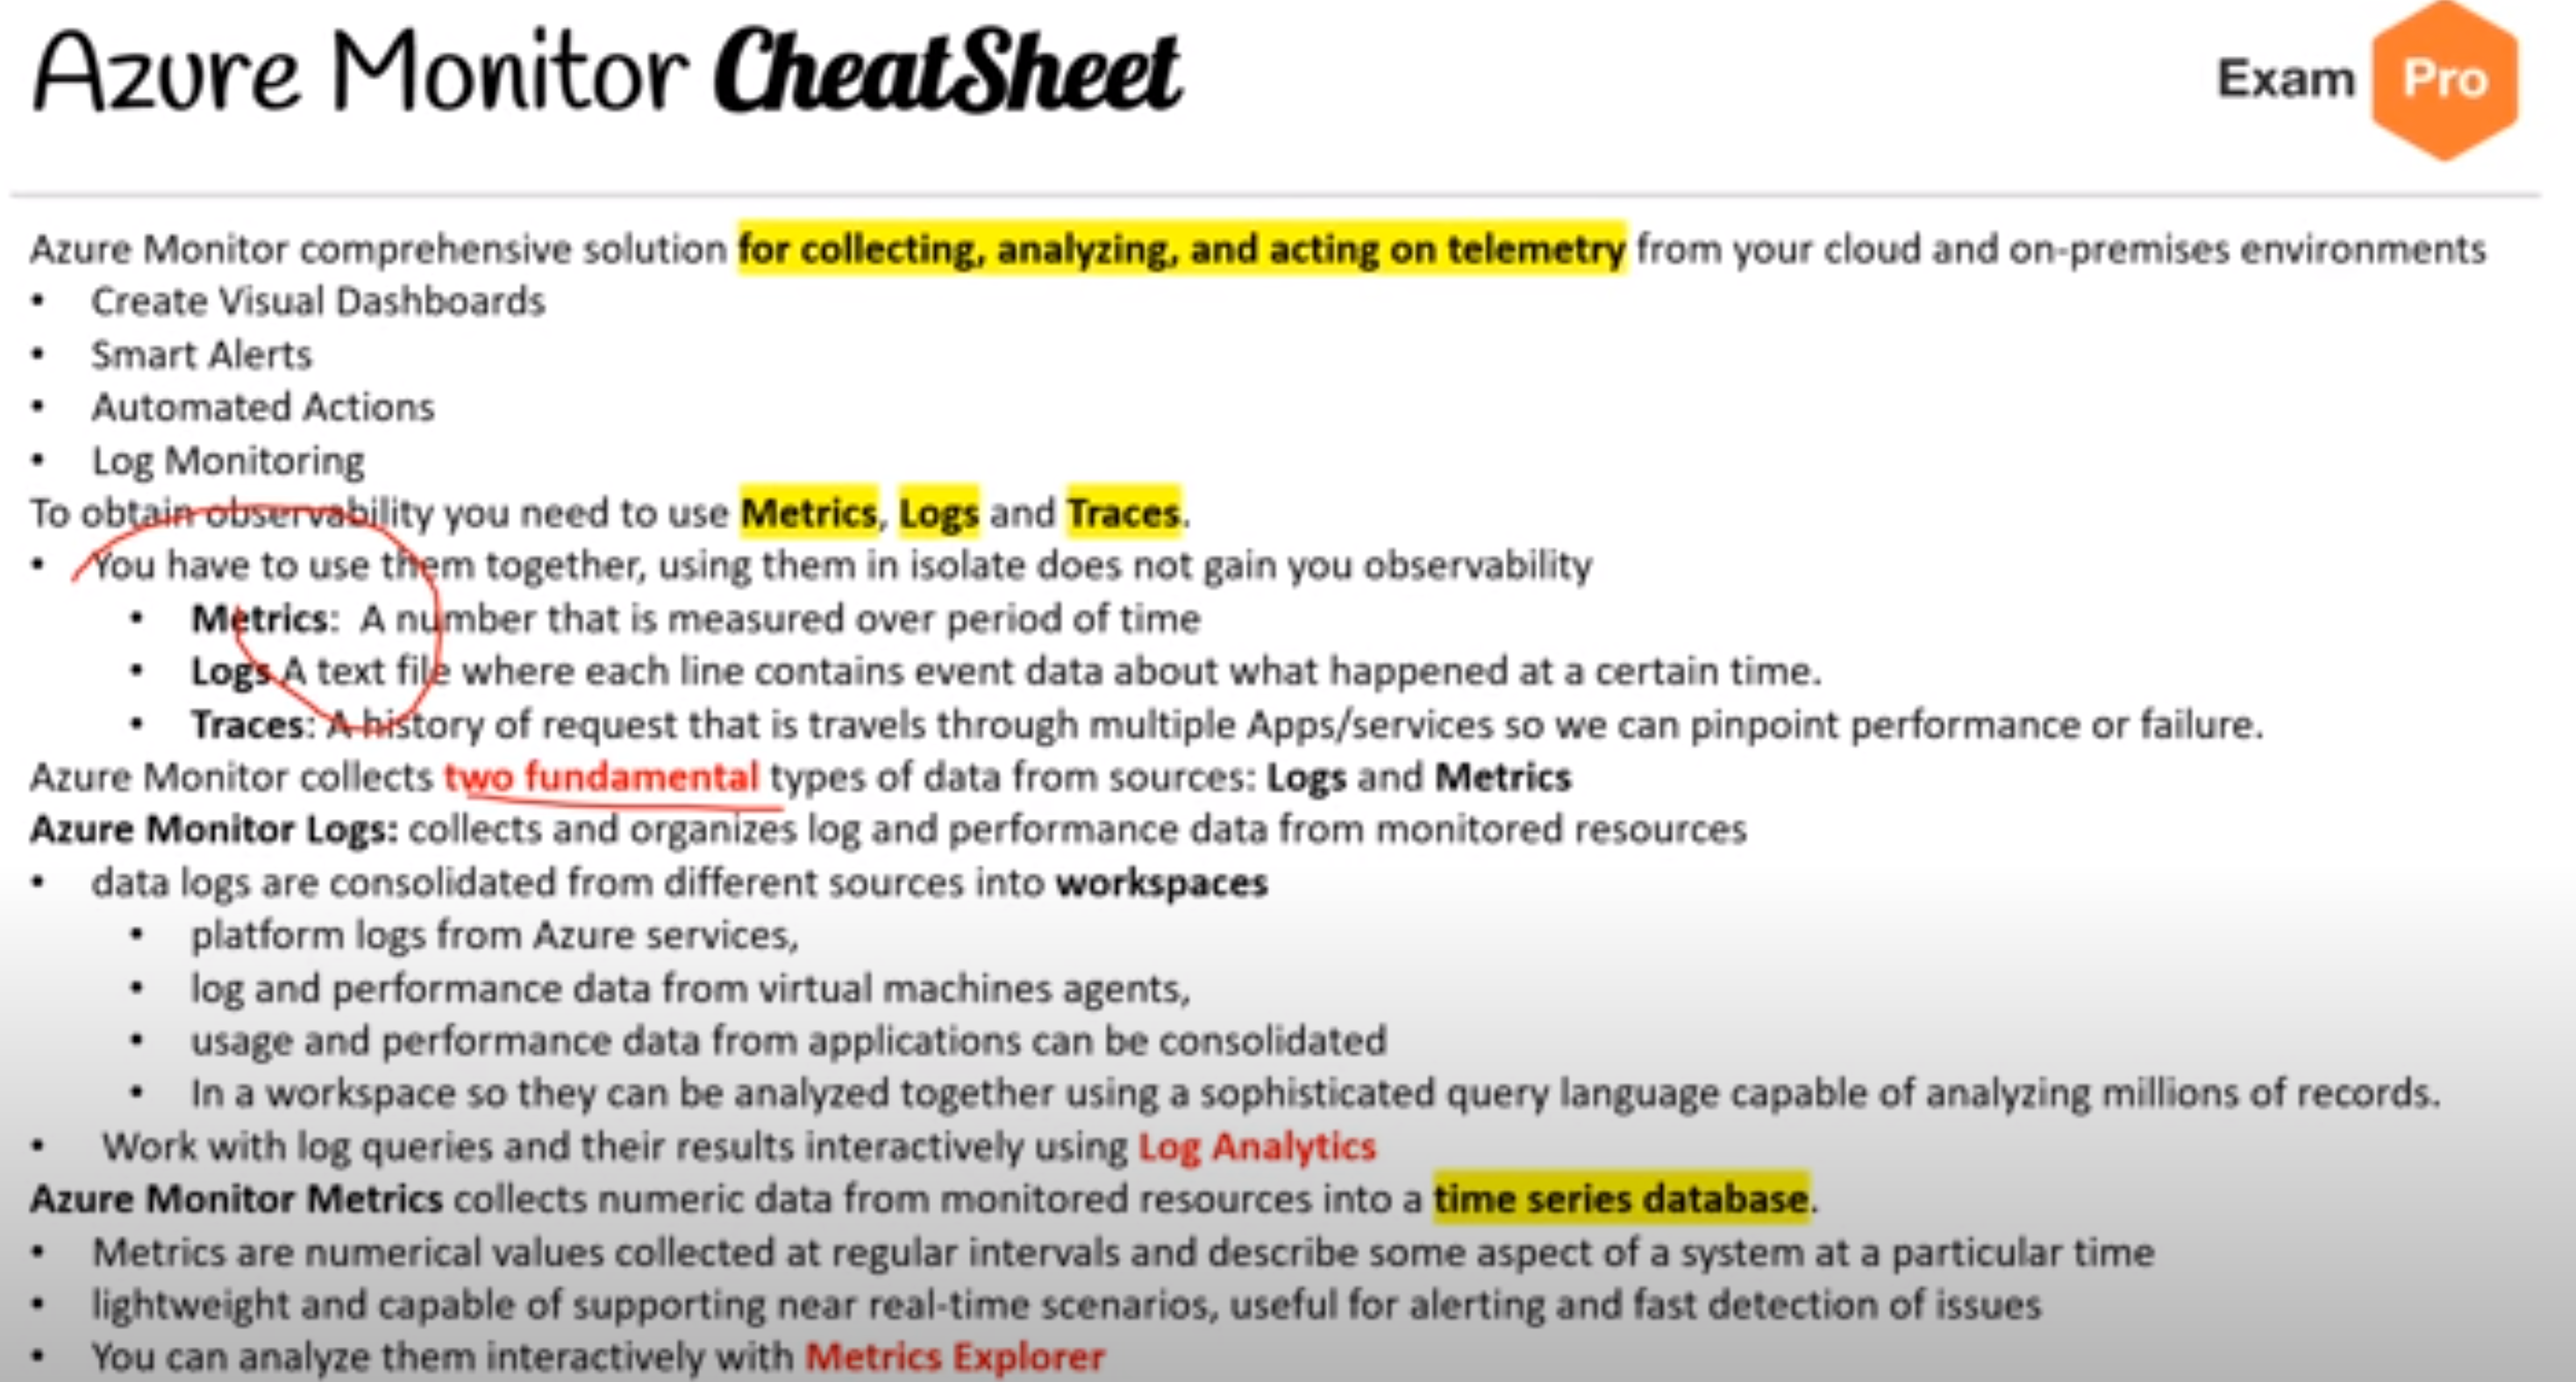 Azure Monitor CheatSheet
Exam Pro
Azure Monitor comprehensive solution for collecting, analyzing, and acting on telemetry from your cloud and on-premises environments
• Create Visual Dashboards
• Smart Alerts
• Automated Actions
• Log Monitoring
To obtain observability you need to use Metrics, Logs and Traces.
• You have to use them together, using them in isolate does not gain you observability
• Metrics: A number that is measured over period of time
• Logs A text file where each line contains event data about what happened at a certain time.
• Traces: A history of request that is travels through multiple Apps/services so we can pinpoint performance or failure.
Azure Monitor collects two fundamental types of data from sources: Logs and Metrics
Azure Monitor Logs: collects and organizes log and performance data from monitored resources
• data logs are consolidated from different sources into workspaces
• platform logs from Azure services,
• log and performance data from virtual machines agents,
• usage and performance data from applications can be consolidated
• In a workspace so they can be analyzed together using a sophisticated query language capable of analyzing millions of records.
• Work with log queries and their results interactively using Log Analytics
Azure Monitor Metrics collects numeric data from monitored resources into a time series database.
• Metrics are numerical values collected at regular intervals and describe some aspect of a system at a particular time
• lightweight and capable of supporting near real-time scenarios, useful for alerting and fast detection of issues
• You can analyze them interactively with Metrics Explorer